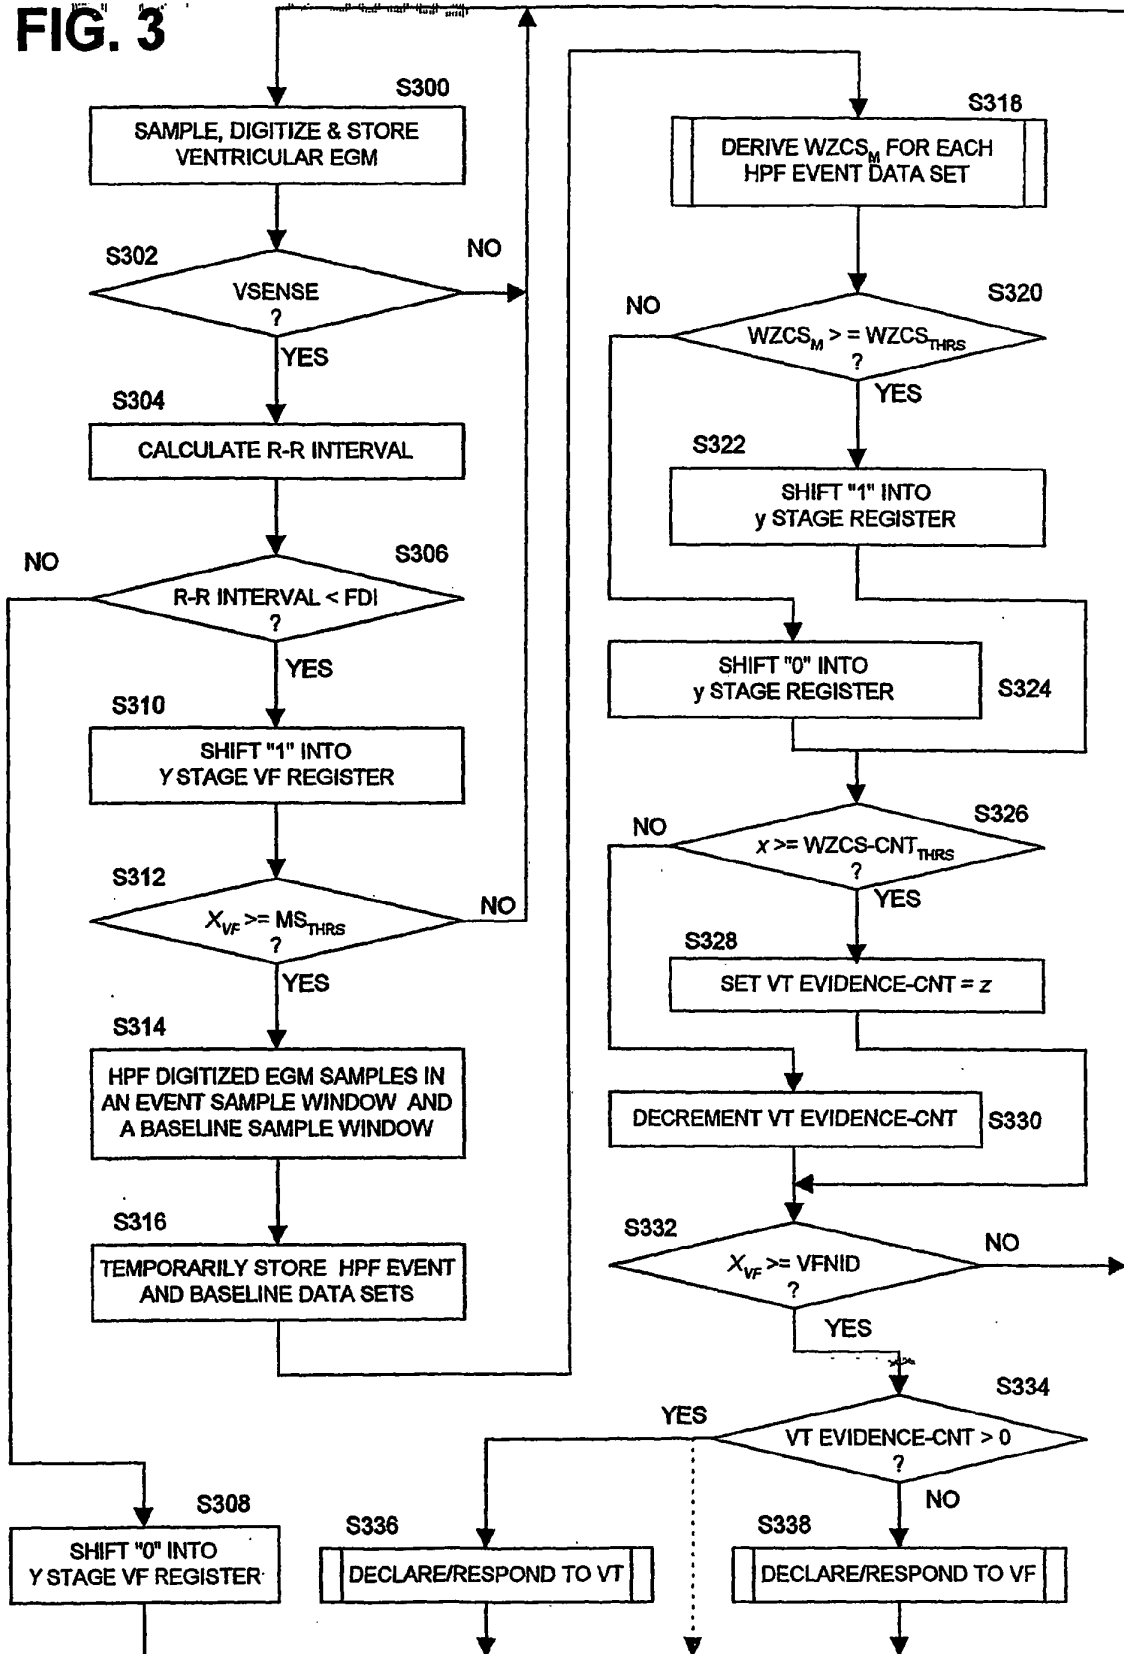 FIG. 3
S300
SAMPLE, DIGITIZE & STORE
VENTRICULAR EGM
S302
NO
VSENSE
?
YES
S304
CALCULATE R-R INTERVAL
NO
S306
R-R INTERVAL < FDI
?
YES
S310
SHIFT "1" INTO
Y STAGE VF REGISTER
S312
X_VF >= MS_THRS
?
NO
YES
S314
HPF DIGITIZED EGM SAMPLES IN
AN EVENT SAMPLE WINDOW AND
A BASELINE SAMPLE WINDOW
S316
TEMPORARILY STORE HPF EVENT
AND BASELINE DATA SETS
S308
SHIFT "0" INTO
Y STAGE VF REGISTER
S318
DERIVE WZCS_M FOR EACH
HPF EVENT DATA SET
S320
NO
WZCS_M > = WZCS_THRS
?
YES
S322
SHIFT "1" INTO
y STAGE REGISTER
SHIFT "0" INTO
y STAGE REGISTER
S324
S326
NO
x >= WZCS-CNT_THRS
?
YES
S328
SET VT EVIDENCE-CNT = z
DECREMENT VT EVIDENCE-CNT
S330
S332
NO
X_VF >= VFNID
?
YES
S334
YES
VT EVIDENCE-CNT > 0
?
NO
S336
DECLARE/RESPOND TO VT
S338
DECLARE/RESPOND TO VF